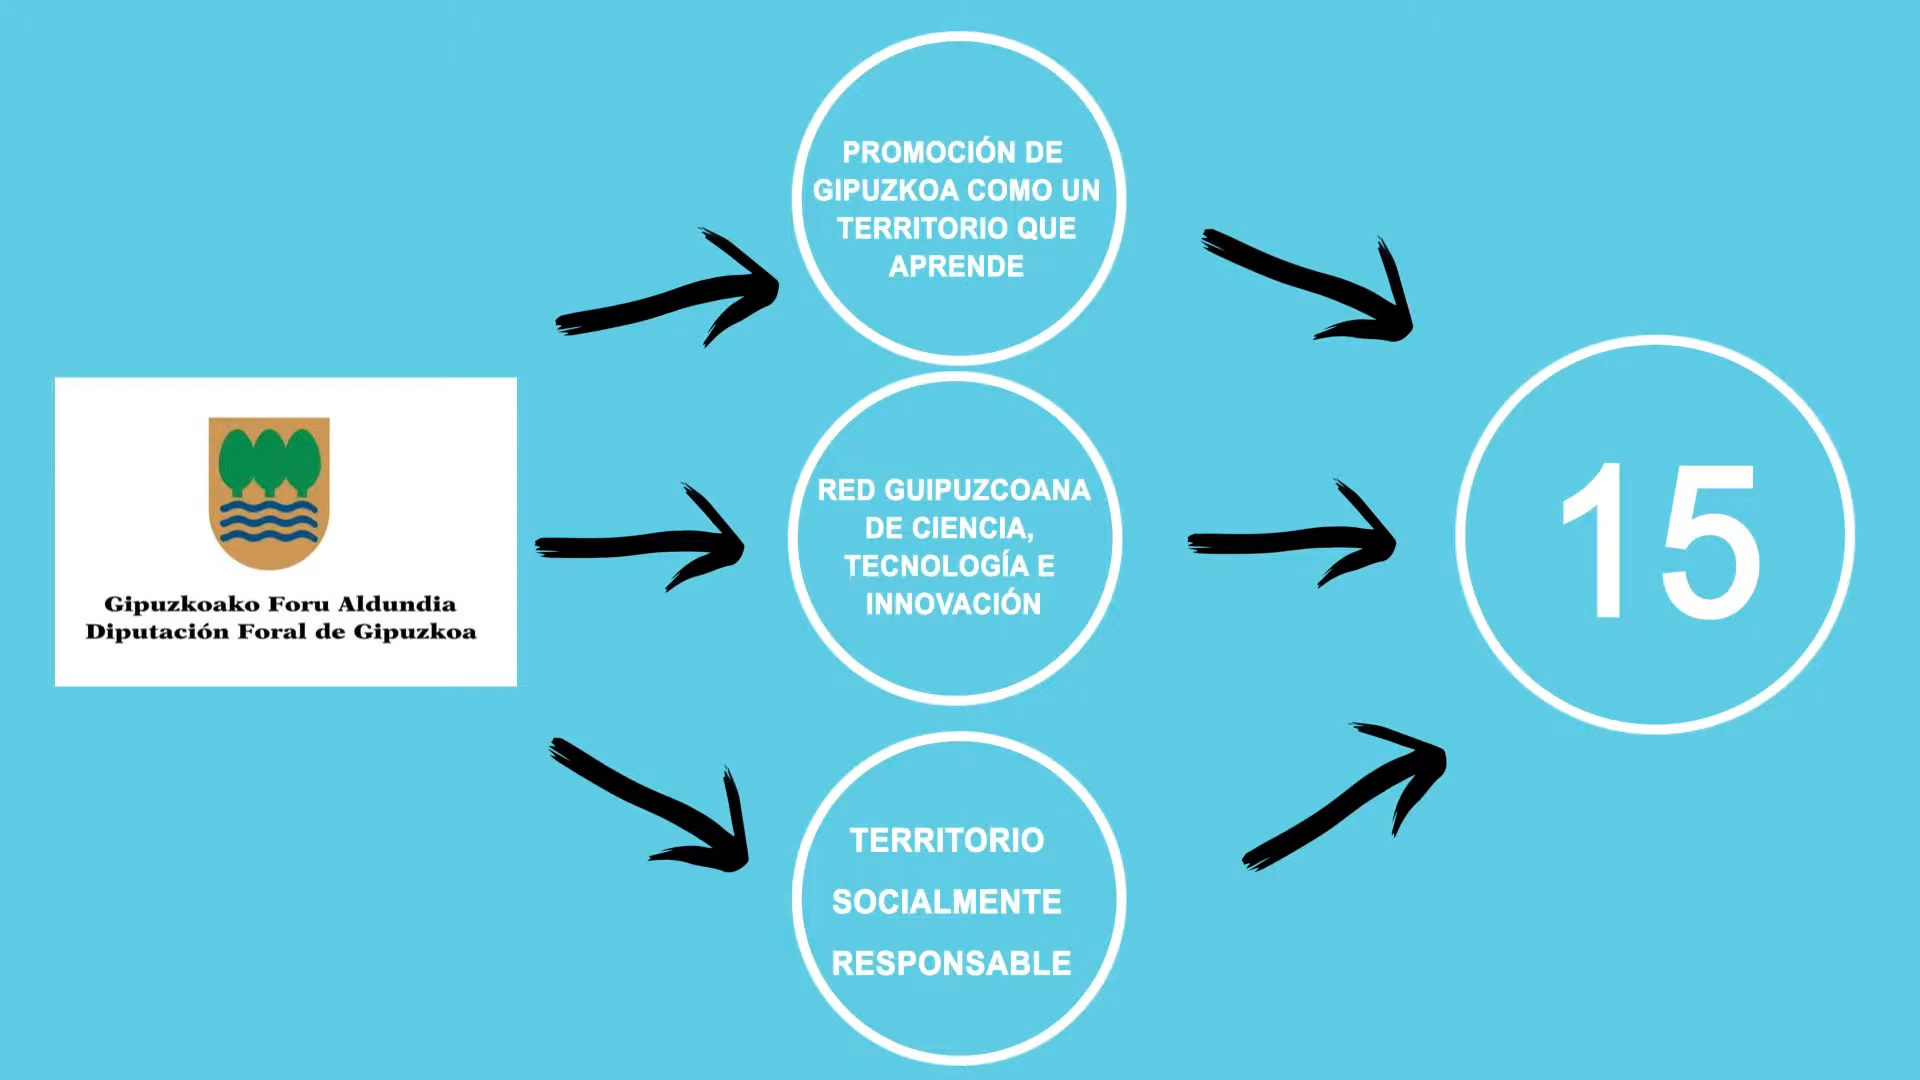 Gipuzkoako Foru Aldundia
Diputación Foral de Gipuzkoa
PROMOCIÓN DE
GIPUZKOA COMO UN
TERRITORIO QUE
APRENDE
RED GUIPUZCOANA
DE CIENCIA,
TECNOLOGÍA E
INNOVACIÓN
TERRITORIO
SOCIALMENTE
RESPONSABLE
15